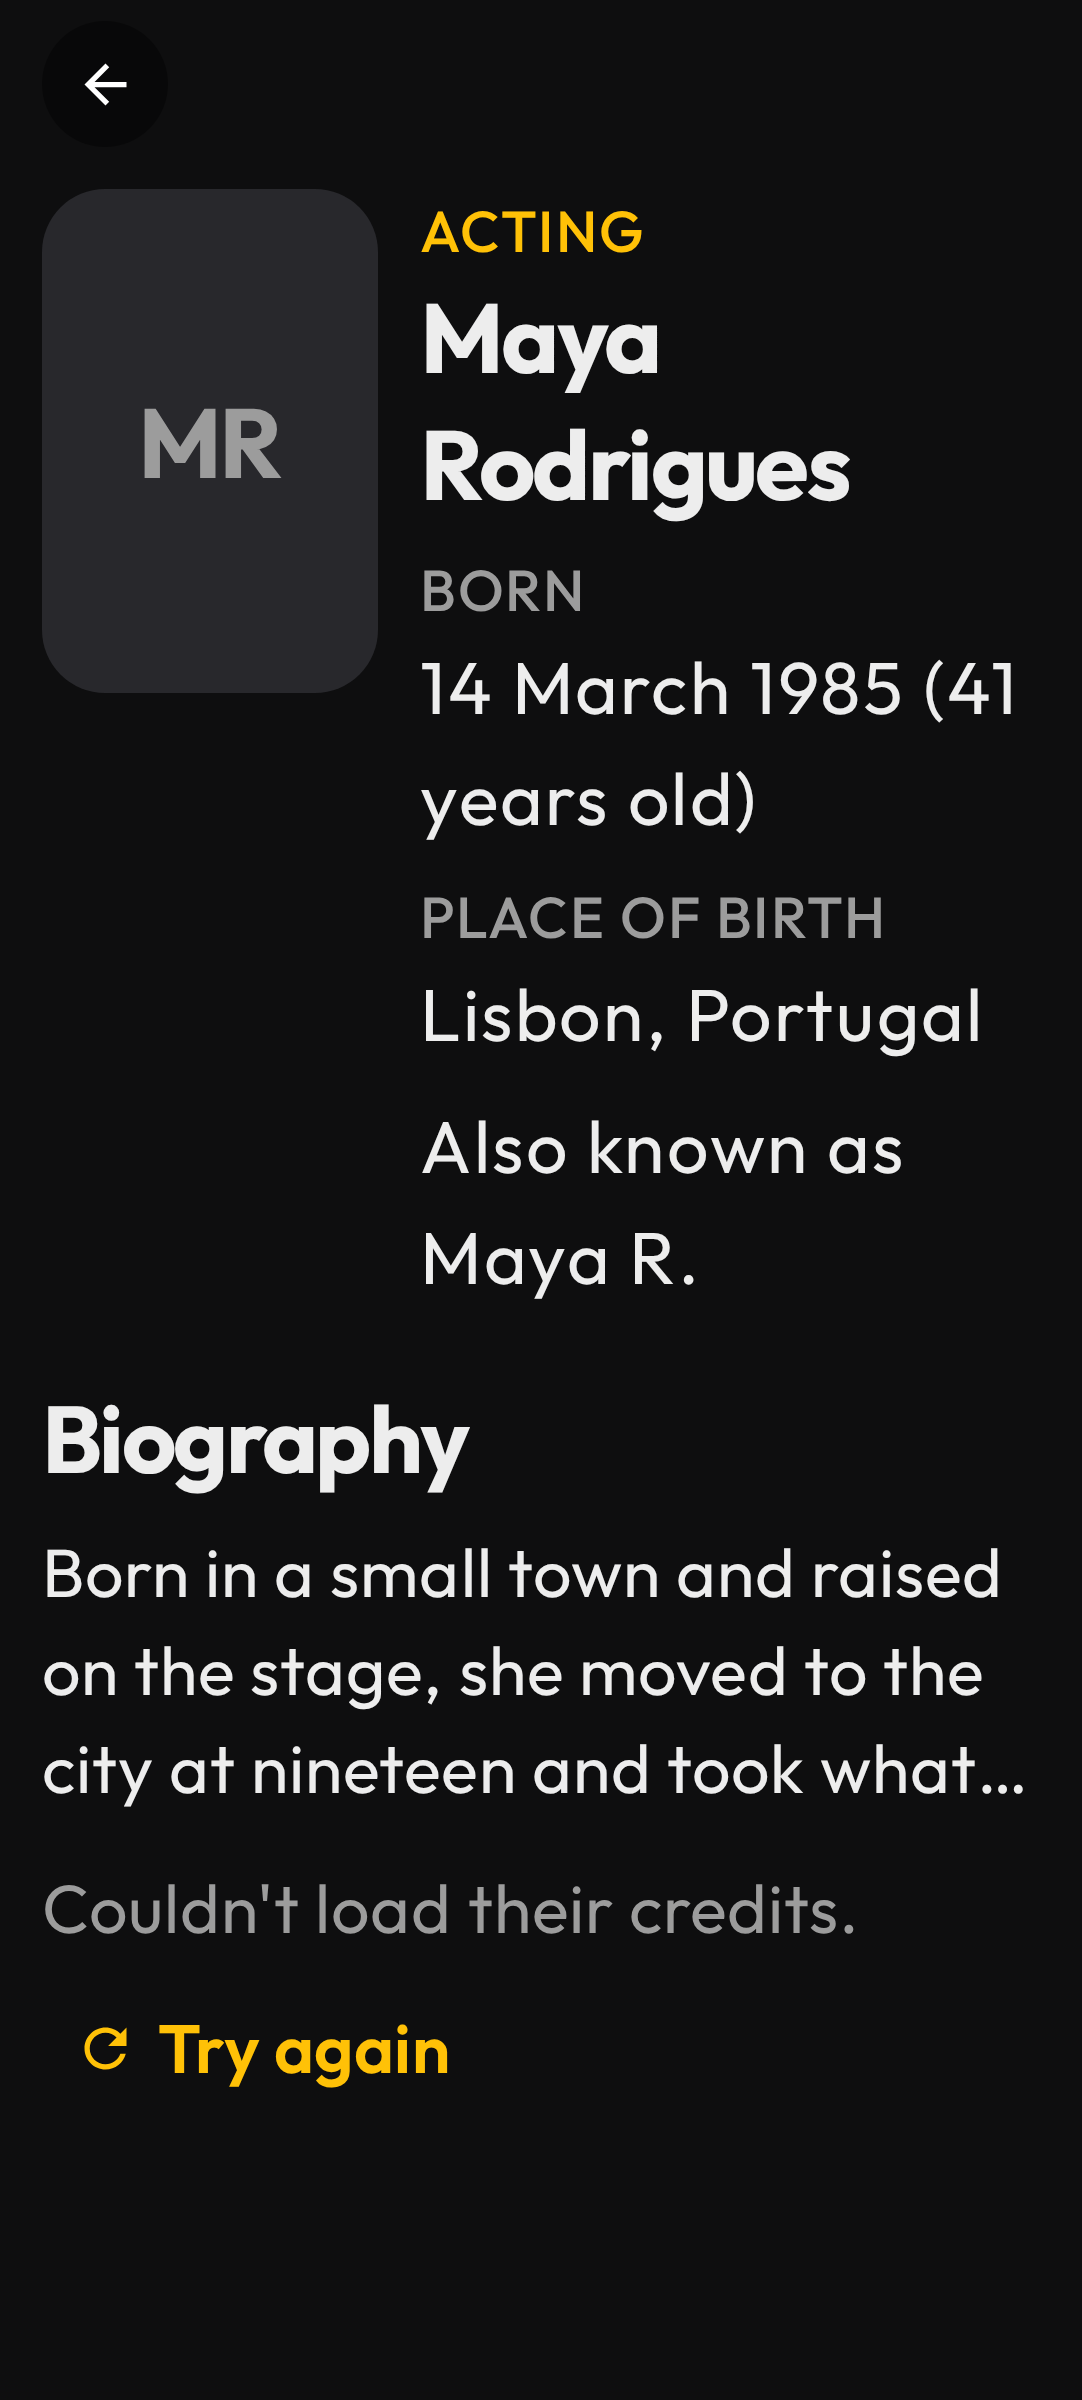 MR
ACTING
Maya
Rodrigues
BORN
14 March 1985 (41
years old)
PLACE OF BIRTH
Lisbon, Portugal
Also known as
Maya R.
Biography
Born in a small town and raised
on the stage, she moved to the
city at nineteen and took what…
Couldn't load their credits.
Try again